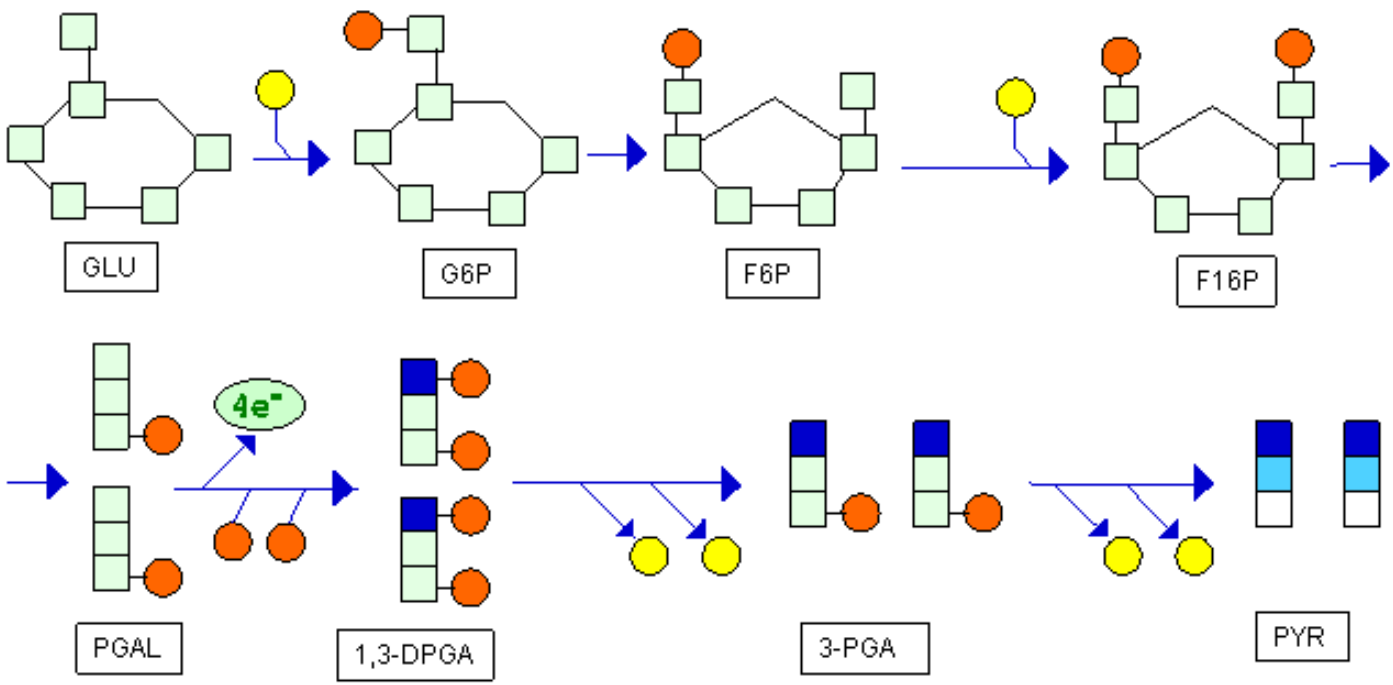 GLU
G6P
F6P
F16P
4e⁻
PGAL
1,3-DPGA
3-PGA
PYR